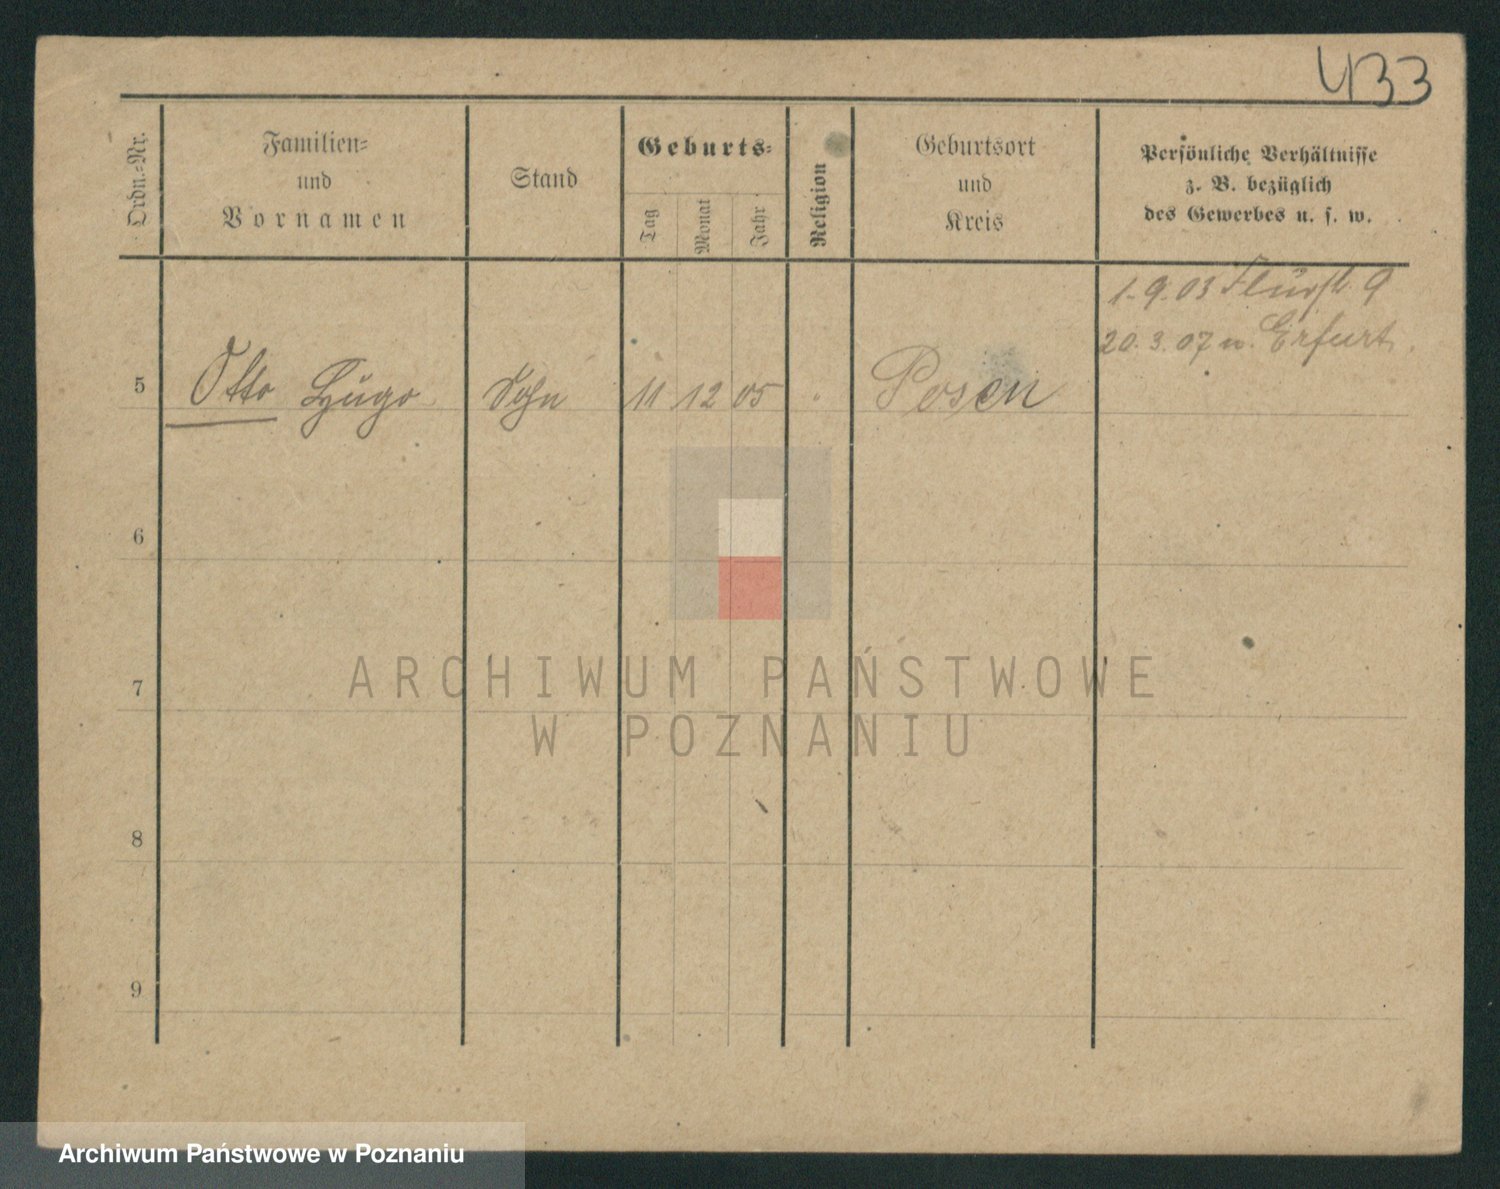 433
Ordn.-Nr.
Familien-
und
Vornamen
Stand
Geburts-
Tag
Monat
Jahr
Religion
Geburtsort
und
Kreis
Persönliche Verhältnisse
z. B. bezüglich
des Gewerbes u. s. w.
1.9.03 Flurstr. 9
20.3.07 n. Erfurt
5 Otto Hugo Sohn 11 12 05 " Posen
6
7
8
9
ARCHIWUM PAŃSTWOWE
W POZNANIU
Archiwum Państwowe w Poznaniu